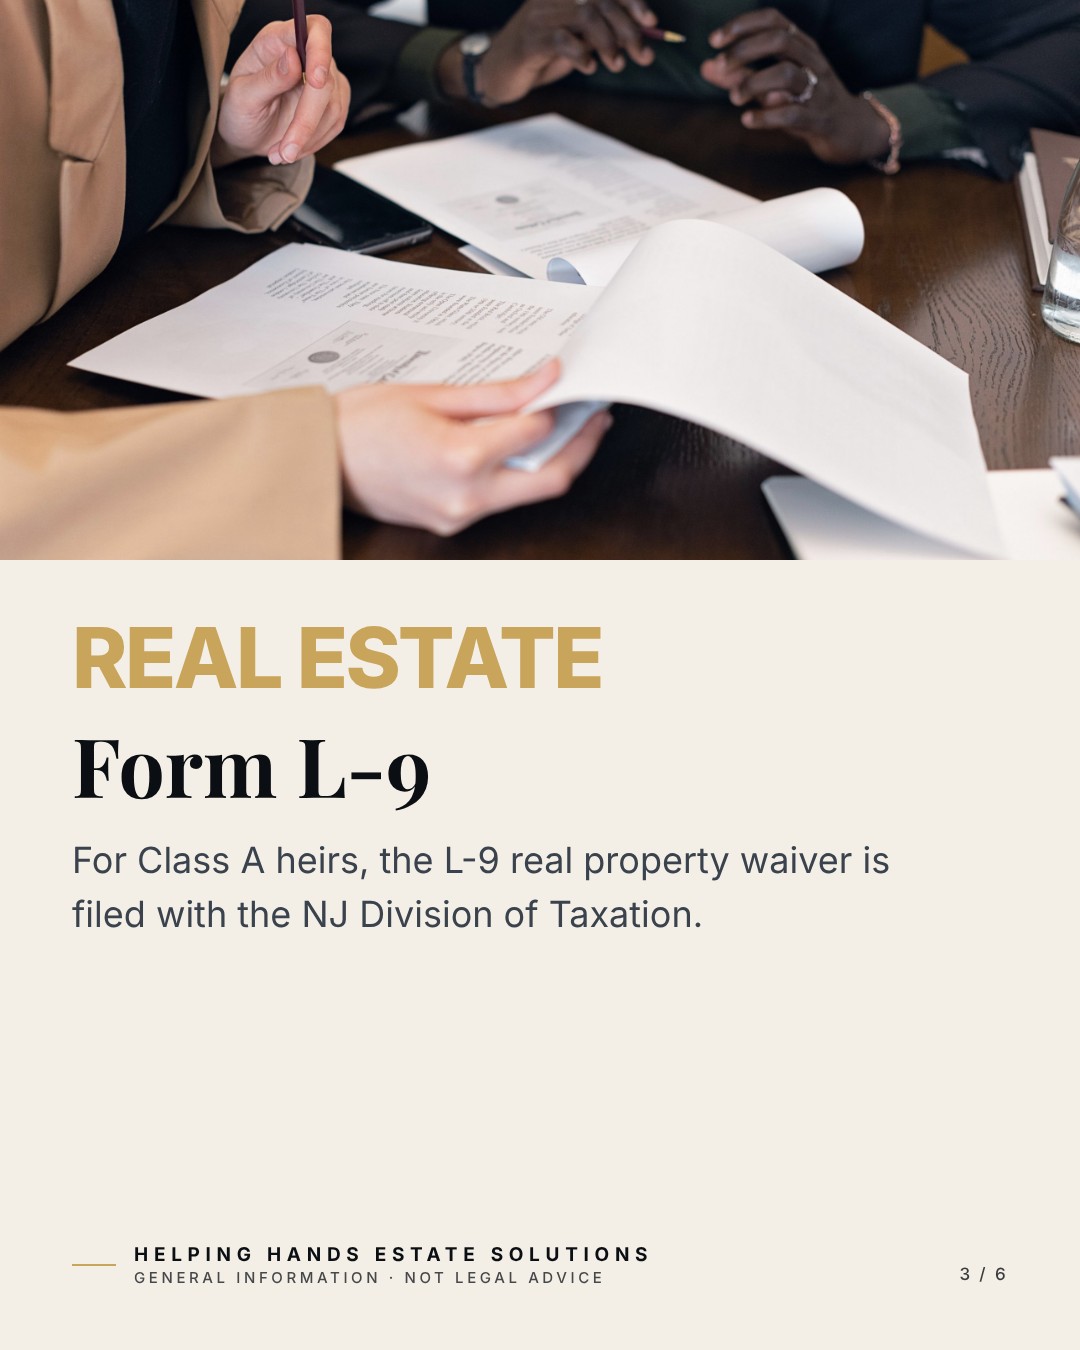 REAL ESTATE
Form L-9
For Class A heirs, the L-9 real property waiver is
filed with the NJ Division of Taxation.
HELPING HANDS ESTATE SOLUTIONS
GENERAL INFORMATION · NOT LEGAL ADVICE
3 / 6